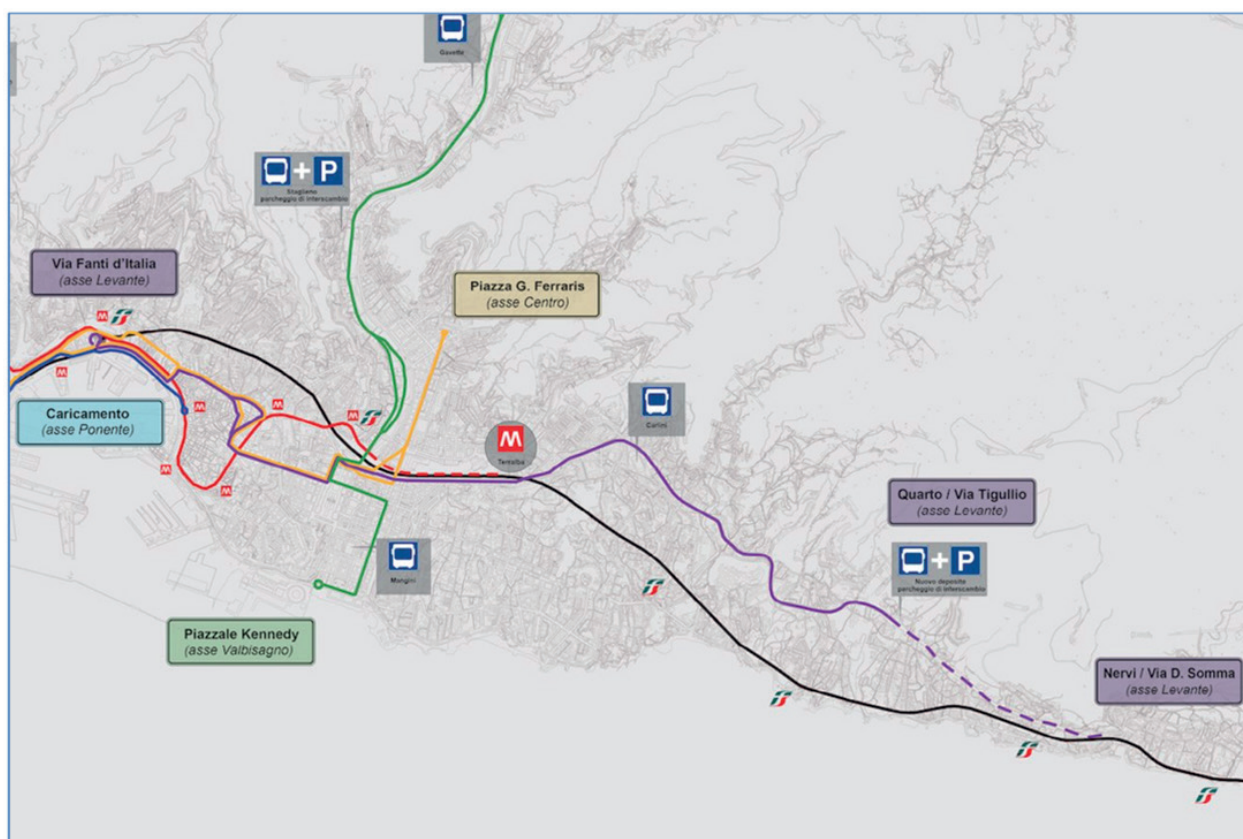 Gavette
P
Staglieno
parcheggio di interscambio
Via Fanti d'Italia
(asse Levante)
Piazza G. Ferraris
(asse Centro)
M
M
Caricamento
(asse Ponente)
M
M
M
M
Terralba
Carlini
M
M
Quarto / Via Tigullio
(asse Levante)
P
Nuovo deposito
parcheggio di interscambio
Mangini
Piazzale Kennedy
(asse Valbisagno)
Nervi / Via D. Somma
(asse Levante)